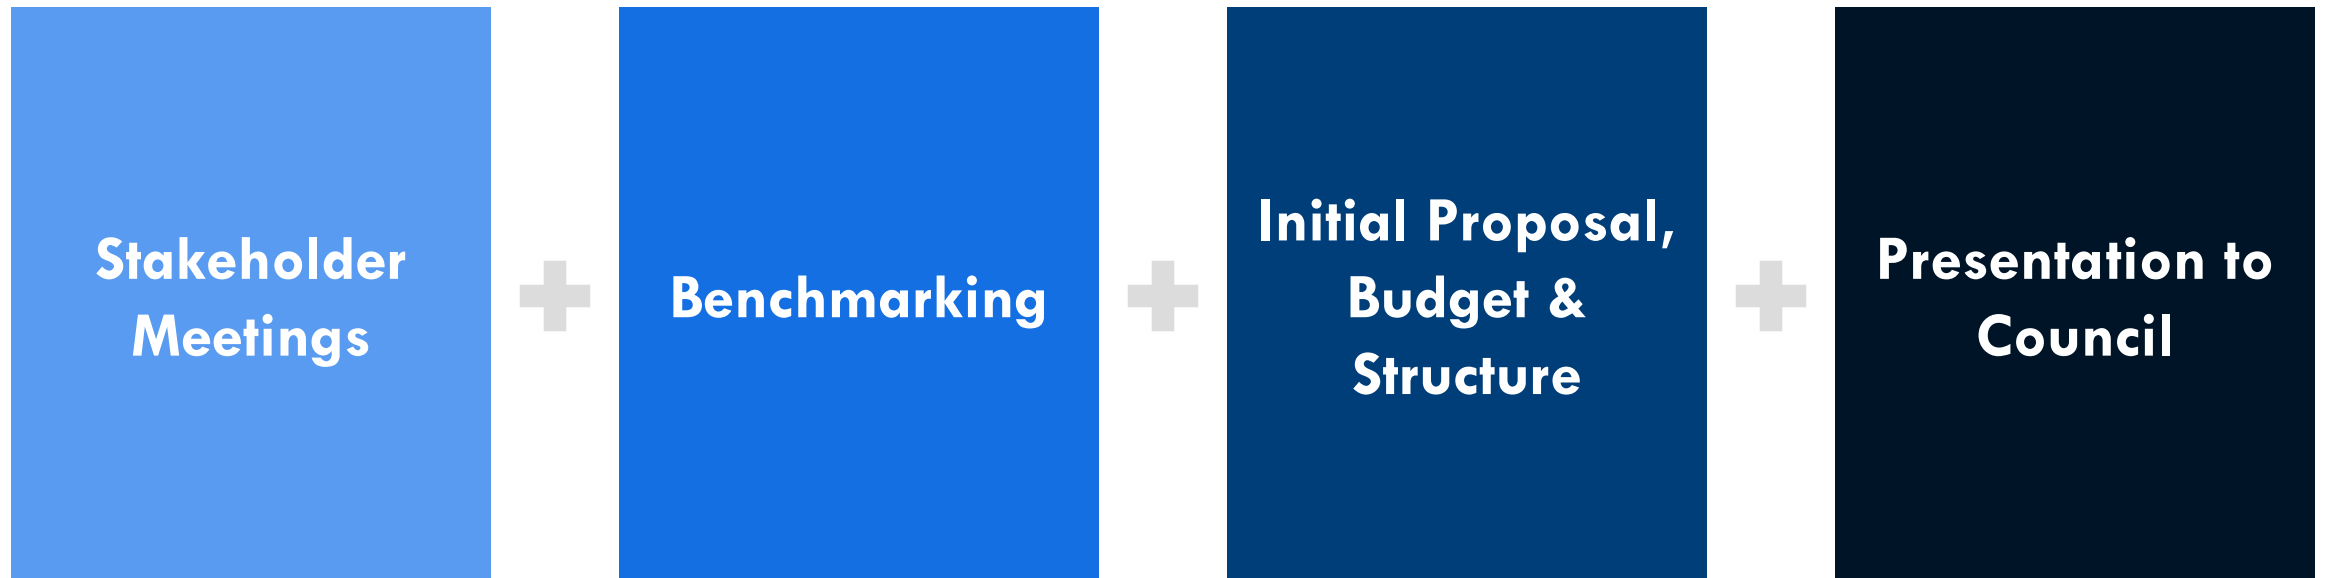 Stakeholder
Meetings
Benchmarking
Initial Proposal,
Budget &
Structure
Presentation to
Council